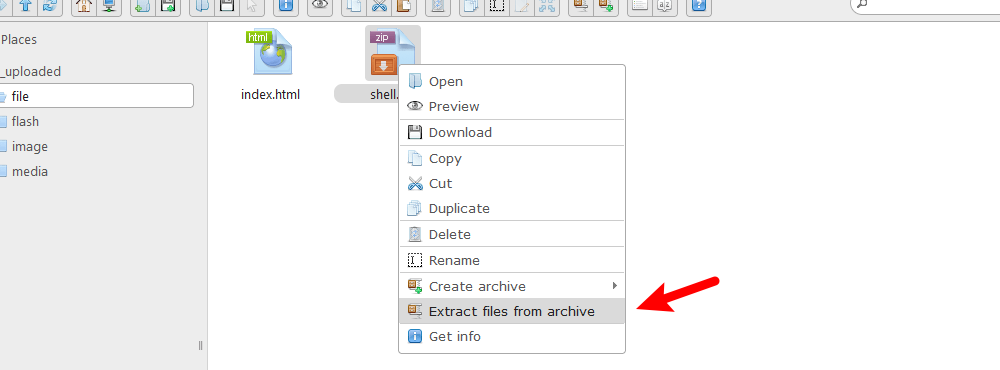 Places
_uploaded
file
flash
image
media
html
index.html
zip
shell.
Open
Preview
Download
Copy
Cut
Duplicate
Delete
Rename
Create archive
Extract files from archive
Get info